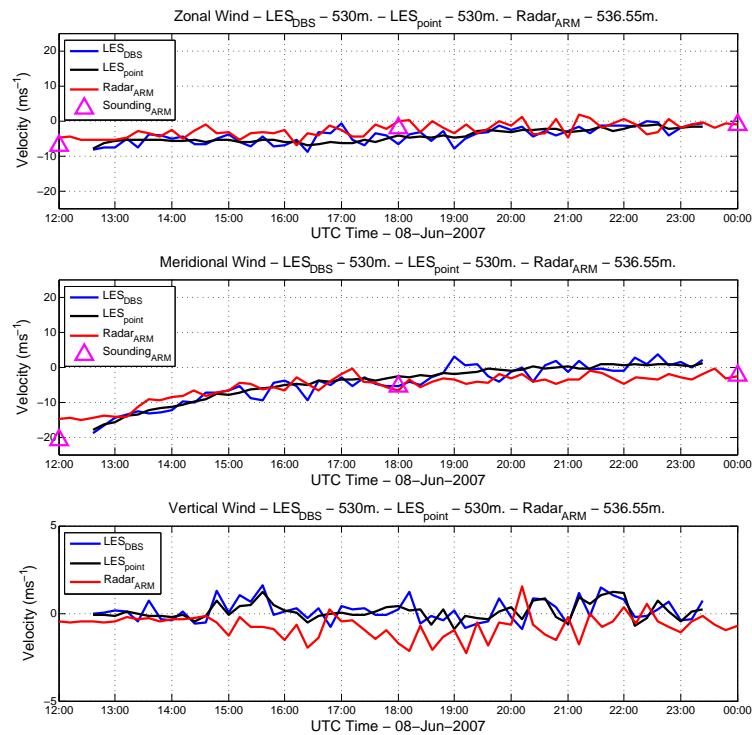 Zonal Wind − LES_DBS − 530m. − LES_point − 530m. − Radar_ARM − 536.55m.
20
10
0
−10
−20
Velocity (ms⁻¹)
LES_DBS
LES_point
Radar_ARM
Sounding_ARM
12:00 13:00 14:00 15:00 16:00 17:00 18:00 19:00 20:00 21:00 22:00 23:00 00:00
UTC Time − 08−Jun−2007
Meridional Wind − LES_DBS − 530m. − LES_point − 530m. − Radar_ARM − 536.55m.
20
10
0
−10
−20
Velocity (ms⁻¹)
LES_DBS
LES_point
Radar_ARM
Sounding_ARM
12:00 13:00 14:00 15:00 16:00 17:00 18:00 19:00 20:00 21:00 22:00 23:00 00:00
UTC Time − 08−Jun−2007
Vertical Wind − LES_DBS − 530m. − LES_point − 530m. − Radar_ARM − 536.55m.
5
0
−5
Velocity (ms⁻¹)
LES_DBS
LES_point
Radar_ARM
12:00 13:00 14:00 15:00 16:00 17:00 18:00 19:00 20:00 21:00 22:00 23:00 00:00
UTC Time − 08−Jun−2007